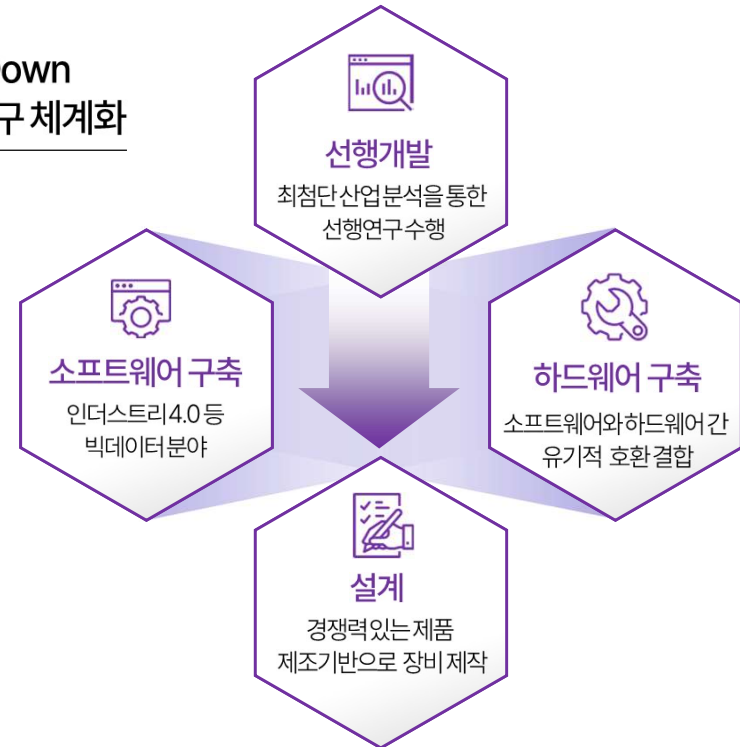 own
구 체계화
선행개발
최첨단 산업 분석을 통한
선행연구 수행
소프트웨어 구축
인더스트리 4.0 등
빅데이터 분야
하드웨어 구축
소프트웨어와 하드웨어 간
유기적 호환 결합
설계
경쟁력 있는 제품
제조기반으로 장비 제작